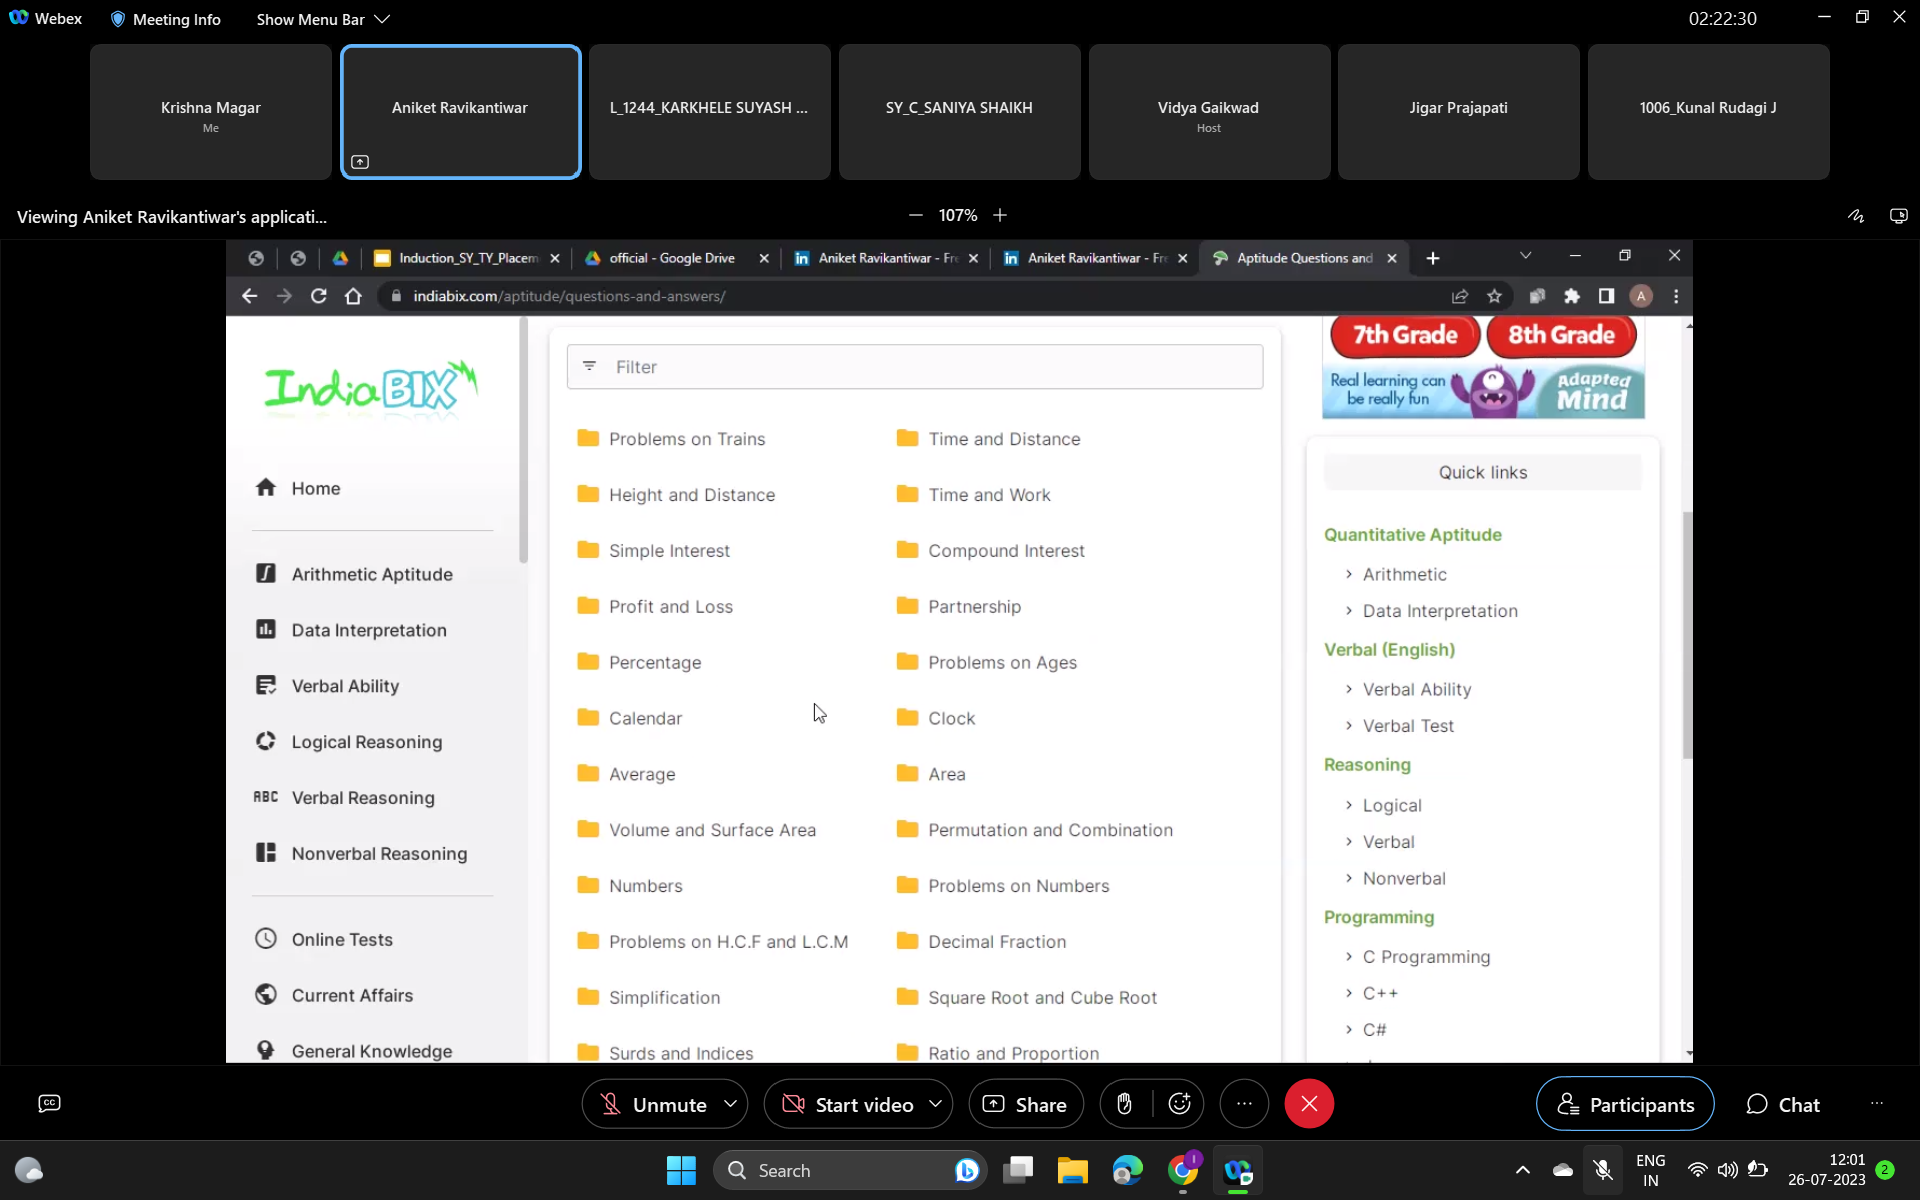 Webex
Meeting Info
Show Menu Bar
02:22:30
Krishna Magar
Me
Aniket Ravikantiwar
L_1244_KARKHELE SUYASH ...
SY_C_SANIYA SHAIKH
Vidya Gaikwad
Host
Jigar Prajapati
1006_Kunal Rudagi J
Viewing Aniket Ravikantiwar's applicati...
107%
Induction_SY_TY_Placem
official - Google Drive
Aniket Ravikantiwar - Fre
Aniket Ravikantiwar - Fre
Aptitude Questions and
indiabix.com/aptitude/questions-and-answers/
A
IndiaBIX
Home
Arithmetic Aptitude
Data Interpretation
Verbal Ability
Logical Reasoning
ABC Verbal Reasoning
Nonverbal Reasoning
Online Tests
Current Affairs
General Knowledge
Filter
Problems on Trains
Time and Distance
Height and Distance
Time and Work
Simple Interest
Compound Interest
Profit and Loss
Partnership
Percentage
Problems on Ages
Calendar
Clock
Average
Area
Volume and Surface Area
Permutation and Combination
Numbers
Problems on Numbers
Problems on H.C.F and L.C.M
Decimal Fraction
Simplification
Square Root and Cube Root
Surds and Indices
Ratio and Proportion
7th Grade
8th Grade
Real learning can
be really fun
Adapted
Mind
Quick links
Quantitative Aptitude
Arithmetic
Data Interpretation
Verbal (English)
Verbal Ability
Verbal Test
Reasoning
Logical
Verbal
Nonverbal
Programming
C Programming
C++
C#
CC
Unmute
Start video
Share
Participants
Chat
Search
ENG
IN
12:01
26-07-2023
2